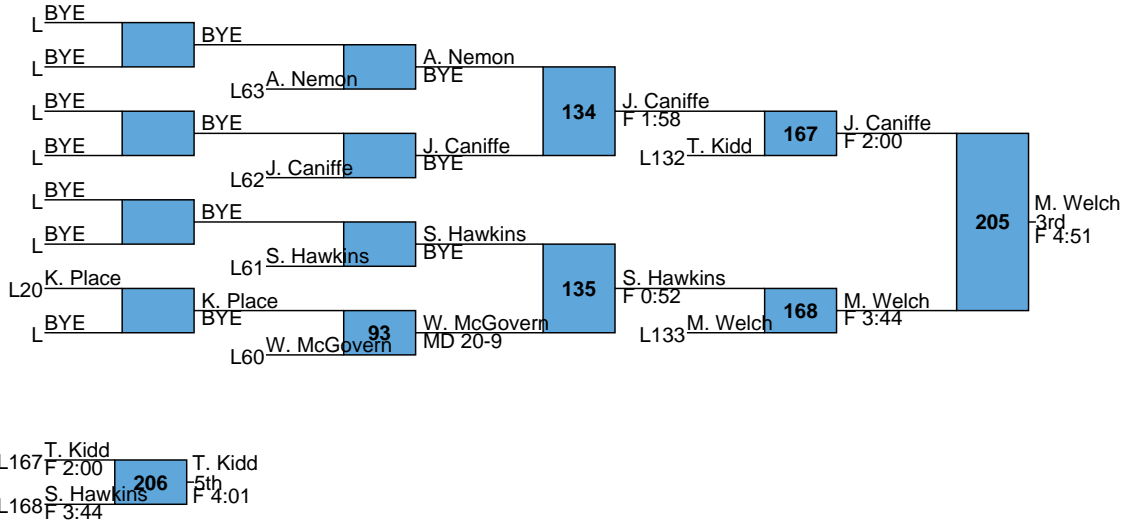 L BYE
BYE
L BYE
A. Nemon
BYE
L63 A. Nemon
J. Caniffe
F 1:58
134
L BYE
BYE
L BYE
J. Caniffe
BYE
L62 J. Caniffe
167
J. Caniffe
F 2:00
L132 T. Kidd
L BYE
BYE
L BYE
S. Hawkins
BYE
L61 S. Hawkins
205
M. Welch
3rd
F 4:51
L20 K. Place
K. Place
BYE
L BYE
135
S. Hawkins
F 0:52
93
W. McGovern
MD 20-9
L60 W. McGovern
168
M. Welch
F 3:44
L133 M. Welch
L167 T. Kidd
F 2:00
206
T. Kidd
5th
F 4:01
L168 S. Hawkins
F 3:44